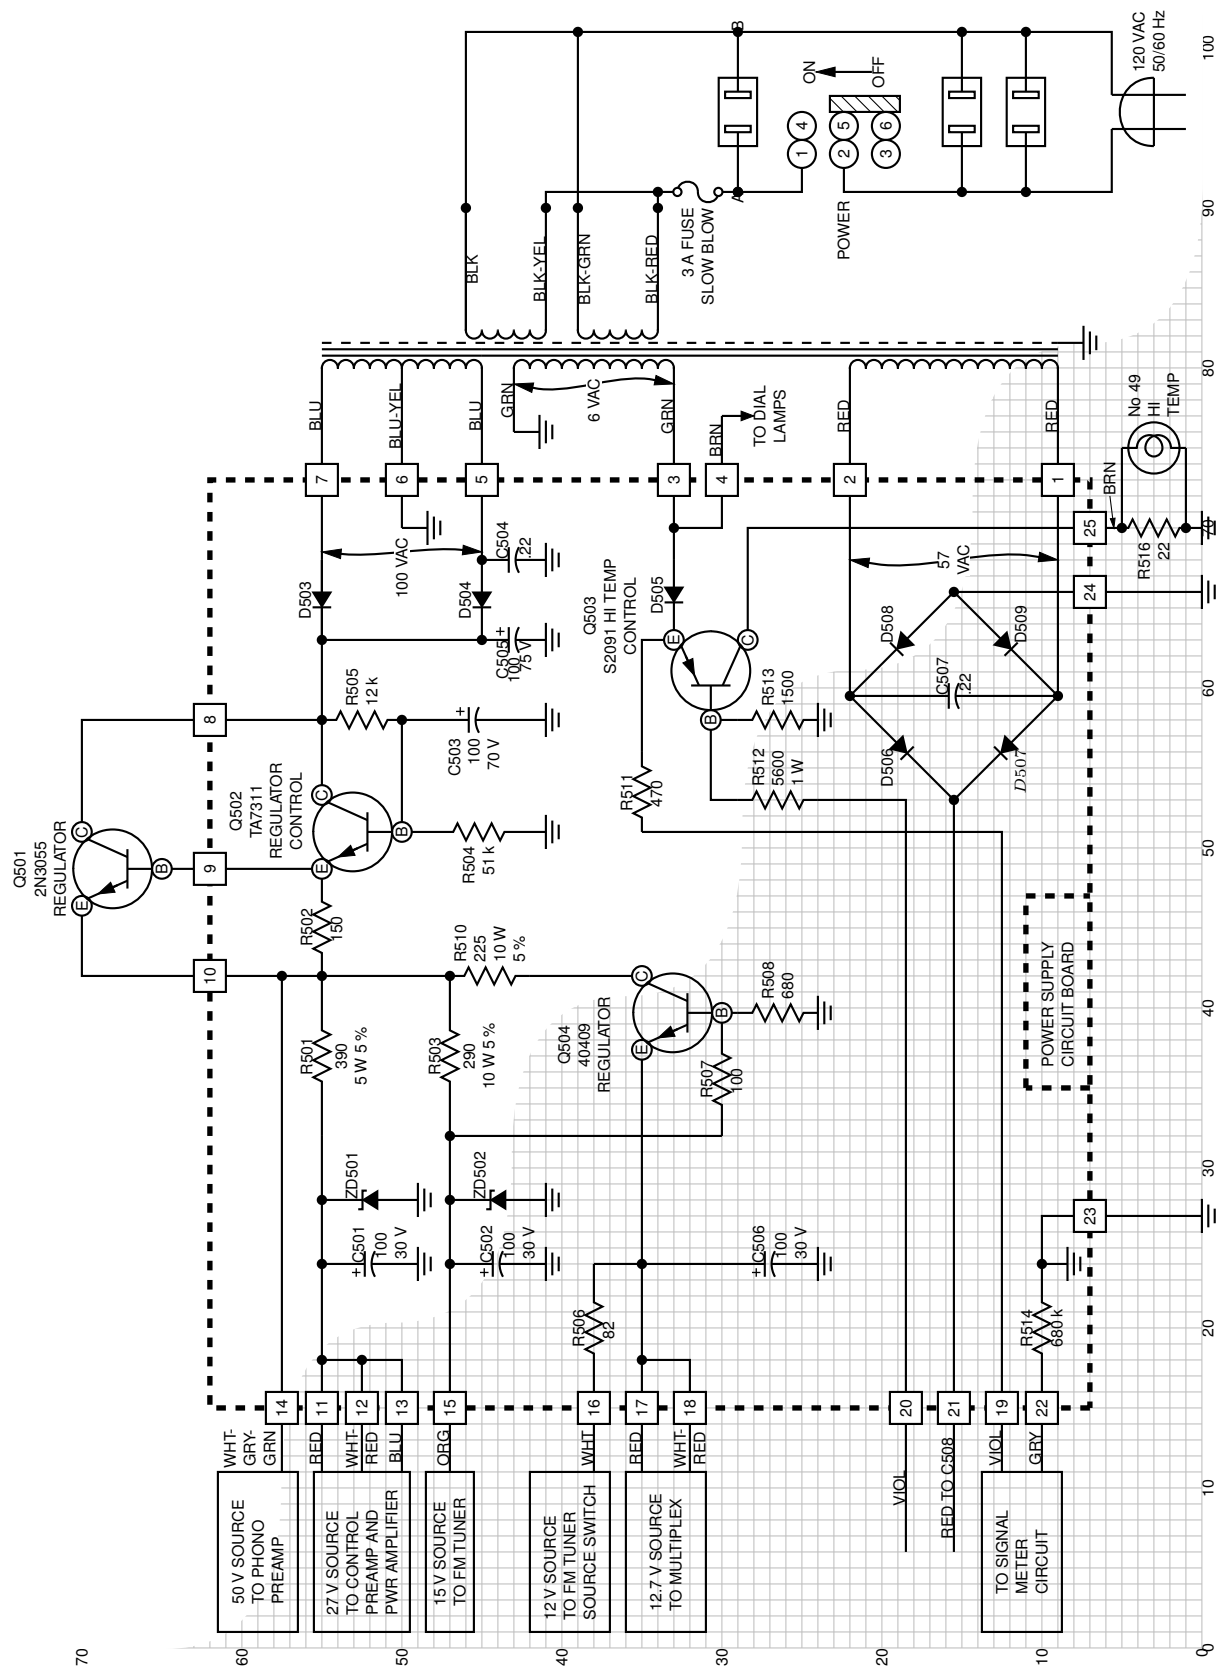 50 V SOURCE
TO PHONO
PREAMP
27 V SOURCE
TO CONTROL
PREAMP AND
PWR AMPLIFIER
15 V SOURCE
TO FM TUNER
12 V SOURCE
TO FM TUNER
SOURCE SWITCH
12.7 V SOURCE
TO MULTIPLEX
TO SIGNAL
METER
CIRCUIT
WHT-
GRY-
GRN
RED
WHT-
RED
BLU
ORG
WHT
RED
WHT-
RED
VIOL
RED TO C508
VIOL
GRY
14
11
12
13
15
16
17
18
20
21
19
22
+
C501
100
30 V
ZD501
+
C502
100
30 V
ZD502
R506
82
+
C506
100
30 V
R514
680 k
23
R501
390
5 W 5 %
R503
290
10 W 5 %
Q504
40409
REGULATOR
E
C
B
R507
100
R508
680
POWER SUPPLY
CIRCUIT BOARD
10
R502
150
R510
225
10 W
5 %
Q501
2N3055
REGULATOR
E
C
B
9
8
Q502
TA7311
REGULATOR
CONTROL
E
C
B
R504
51 k
R505
12 k
C503
100
70 V
+
R511
470
R512
5600
1 W
R513
1500
Q503
S2091 HI TEMP
CONTROL
E
C
B
D503
D504
D505
C505
100
75 V
+
C504
.22
100 VAC
D506
D507
D508
D509
C507
.22
57
VAC
24
25
BRN
R516
22
No 49
HI
TEMP
7
6
5
3
4
2
1
BLU
BLU-YEL
BLU
GRN
6 VAC
GRN
BRN
TO DIAL
LAMPS
RED
RED
BLK
BLK-YEL
BLK-GRN
BLK-RED
3 A FUSE
SLOW BLOW
A
B
POWER
1
4
2
5
3
6
ON
OFF
120 VAC
50/60 Hz
0
10
20
30
40
50
60
70
80
90
100
0
10
20
30
40
50
60
70